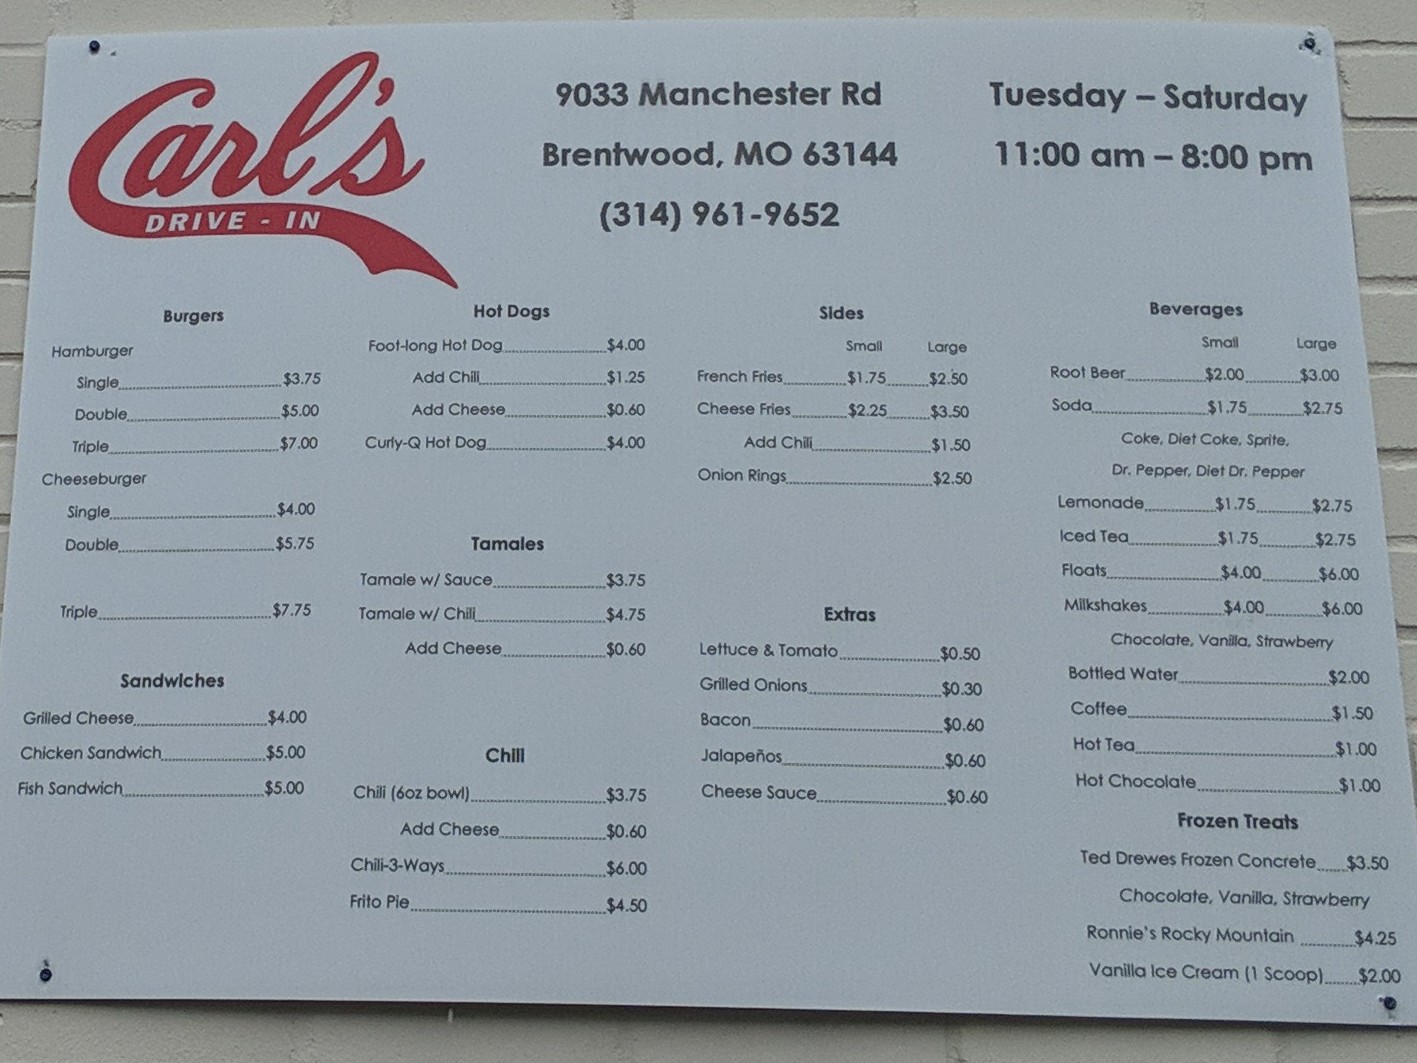 Carl's
DRIVE - IN
9033 Manchester Rd
Brentwood, MO 63144
(314) 961-9652
Tuesday – Saturday
11:00 am – 8:00 pm
Burgers
Hamburger
Single $3.75
Double $5.00
Triple $7.00
Cheeseburger
Single $4.00
Double $5.75
Triple $7.75
Sandwiches
Grilled Cheese $4.00
Chicken Sandwich $5.00
Fish Sandwich $5.00
Hot Dogs
Foot-long Hot Dog $4.00
Add Chili $1.25
Add Cheese $0.60
Curly-Q Hot Dog $4.00
Tamales
Tamale w/ Sauce $3.75
Tamale w/ Chili $4.75
Add Cheese $0.60
Chili
Chili (6oz bowl) $3.75
Add Cheese $0.60
Chili-3-Ways $6.00
Frito Pie $4.50
Sides
Small Large
French Fries $1.75 $2.50
Cheese Fries $2.25 $3.50
Add Chili $1.50
Onion Rings $2.50
Extras
Lettuce & Tomato $0.50
Grilled Onions $0.30
Bacon $0.60
Jalapeños $0.60
Cheese Sauce $0.60
Beverages
Small Large
Root Beer $2.00 $3.00
Soda $1.75 $2.75
Coke, Diet Coke, Sprite,
Dr. Pepper, Diet Dr. Pepper
Lemonade $1.75 $2.75
Iced Tea $1.75 $2.75
Floats $4.00 $6.00
Milkshakes $4.00 $6.00
Chocolate, Vanilla, Strawberry
Bottled Water $2.00
Coffee $1.50
Hot Tea $1.00
Hot Chocolate $1.00
Frozen Treats
Ted Drewes Frozen Concrete $3.50
Chocolate, Vanilla, Strawberry
Ronnie's Rocky Mountain $4.25
Vanilla Ice Cream (1 Scoop) $2.00